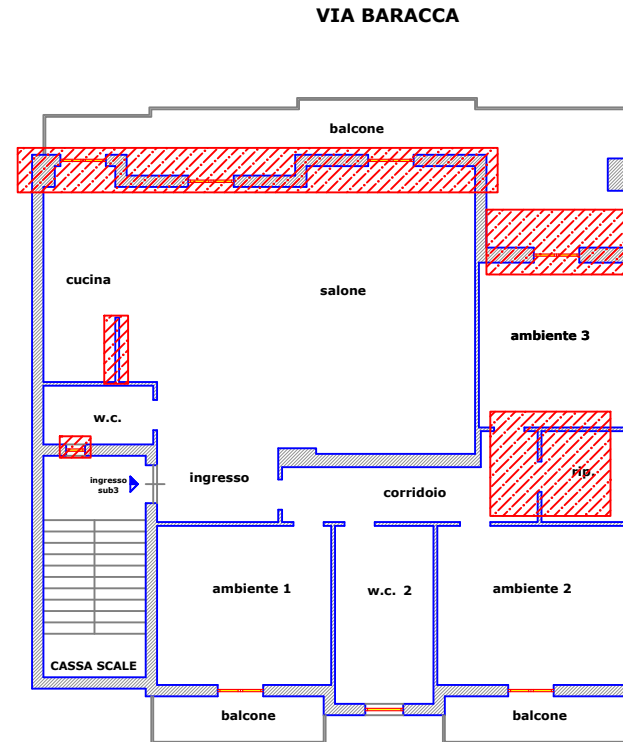 VIA BARACCA
balcone
cucina
salone
ambiente 3
w.c.
rip.
ingresso
sub3
ingresso
corridoio
ambiente 1
w.c. 2
ambiente 2
CASSA SCALE
balcone
balcone